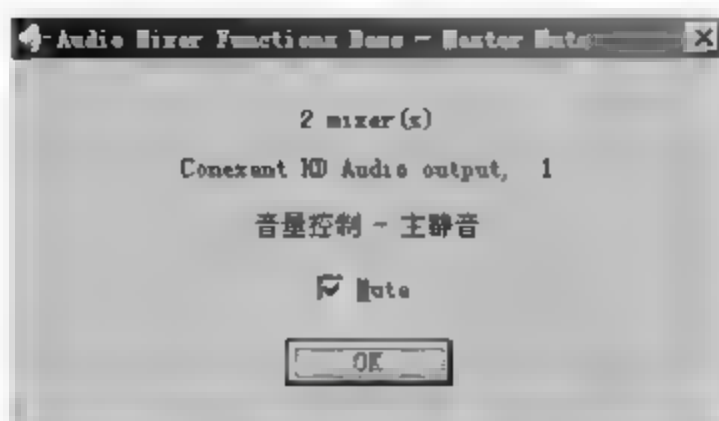 Audio Mixer Functions Demo - Master Mute
2 mixer(s)
Conexant HD Audio output, 1
音量控制 - 主静音
Mute
OK